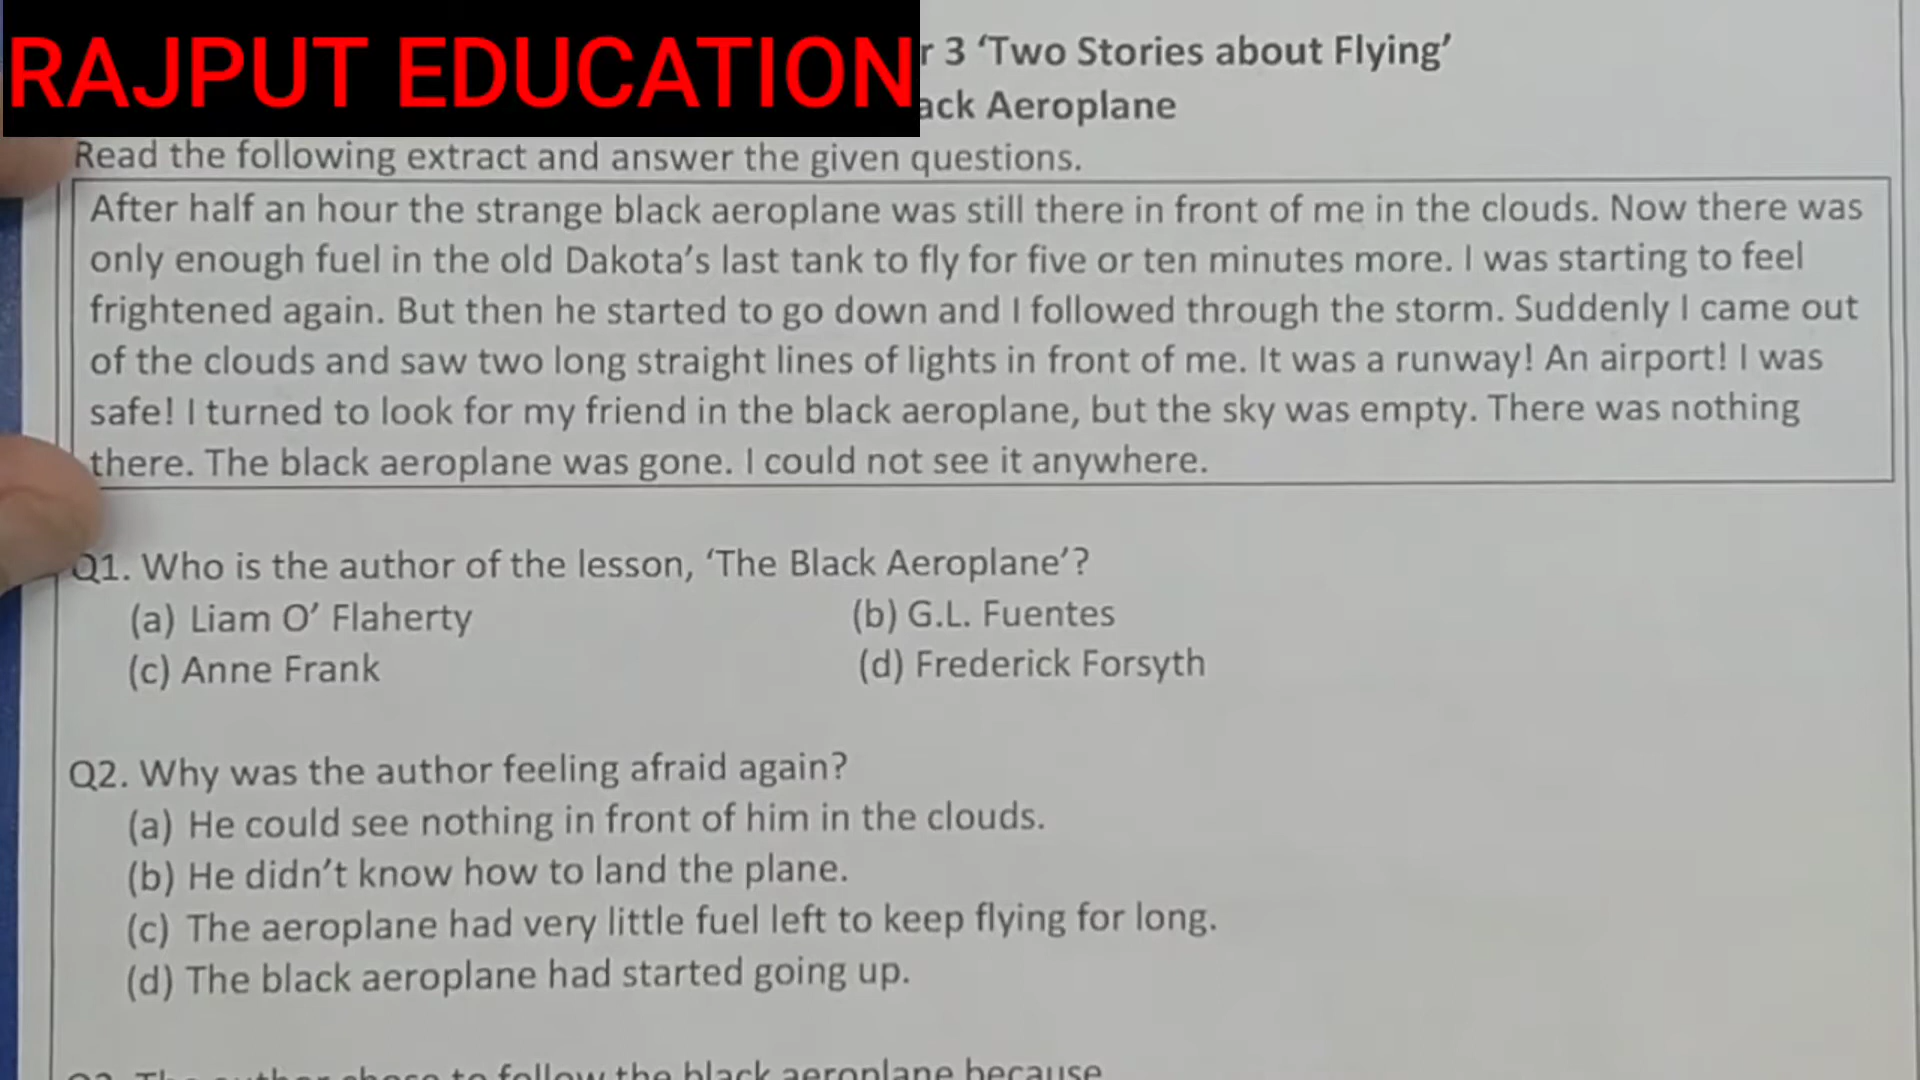 RAJPUT EDUCATION
r 3 ‘Two Stories about Flying’
ack Aeroplane
Read the following extract and answer the given questions.
After half an hour the strange black aeroplane was still there in front of me in the clouds. Now there was
only enough fuel in the old Dakota’s last tank to fly for five or ten minutes more. I was starting to feel
frightened again. But then he started to go down and I followed through the storm. Suddenly I came out
of the clouds and saw two long straight lines of lights in front of me. It was a runway! An airport! I was
safe! I turned to look for my friend in the black aeroplane, but the sky was empty. There was nothing
there. The black aeroplane was gone. I could not see it anywhere.
Q1. Who is the author of the lesson, ‘The Black Aeroplane’?
(a) Liam O’ Flaherty (b) G.L. Fuentes
(c) Anne Frank (d) Frederick Forsyth
Q2. Why was the author feeling afraid again?
(a) He could see nothing in front of him in the clouds.
(b) He didn’t know how to land the plane.
(c) The aeroplane had very little fuel left to keep flying for long.
(d) The black aeroplane had started going up.
Q3. The author chose to follow the black aeroplane because